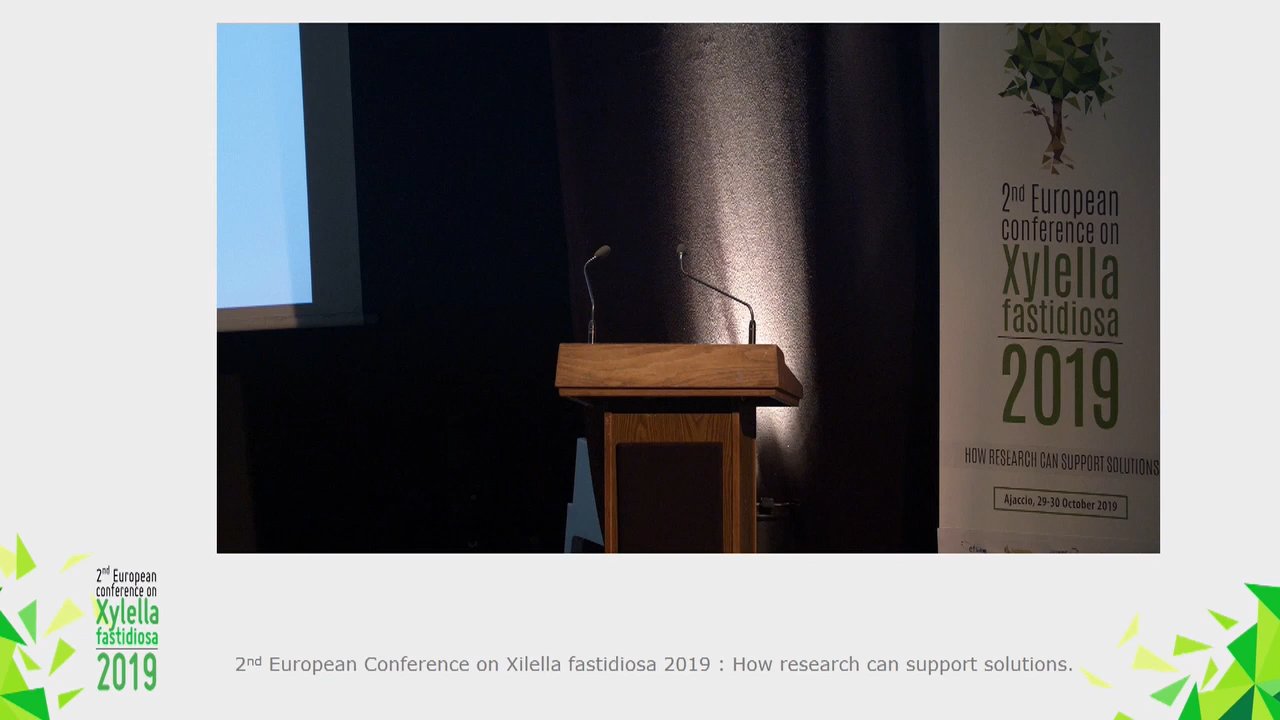 2nd European
conference on
Xylella
fastidiosa
2019
HOW RESEARCH CAN SUPPORT SOLUTIONS
Ajaccio, 29-30 October 2019
2nd European
conference on
Xylella
fastidiosa
2019
2nd European Conference on Xilella fastidiosa 2019 : How research can support solutions.